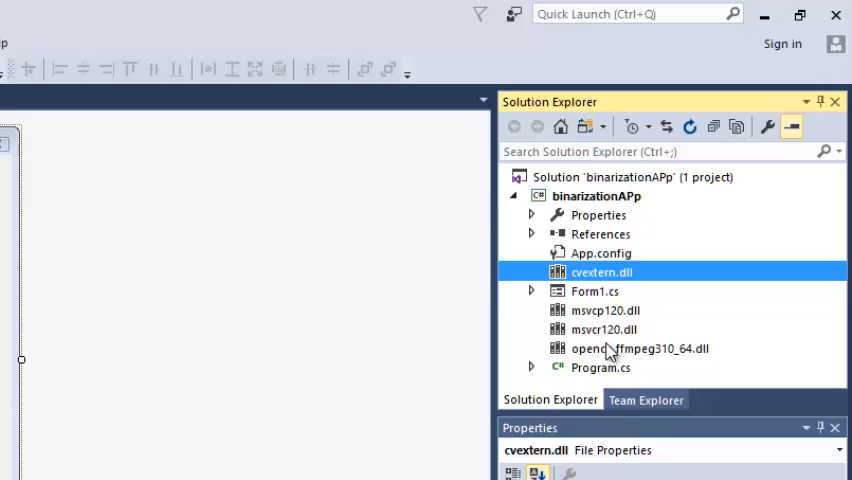 Quick Launch (Ctrl+Q)
Sign in
Solution Explorer
Search Solution Explorer (Ctrl+;)
Solution 'binarizationAPp' (1 project)
C# binarizationAPp
Properties
References
App.config
cvextern.dll
Form1.cs
msvcp120.dll
msvcr120.dll
ffmpeg310_64.dll
C# Program.cs
Solution Explorer Team Explorer
Properties
cvextern.dll File Properties